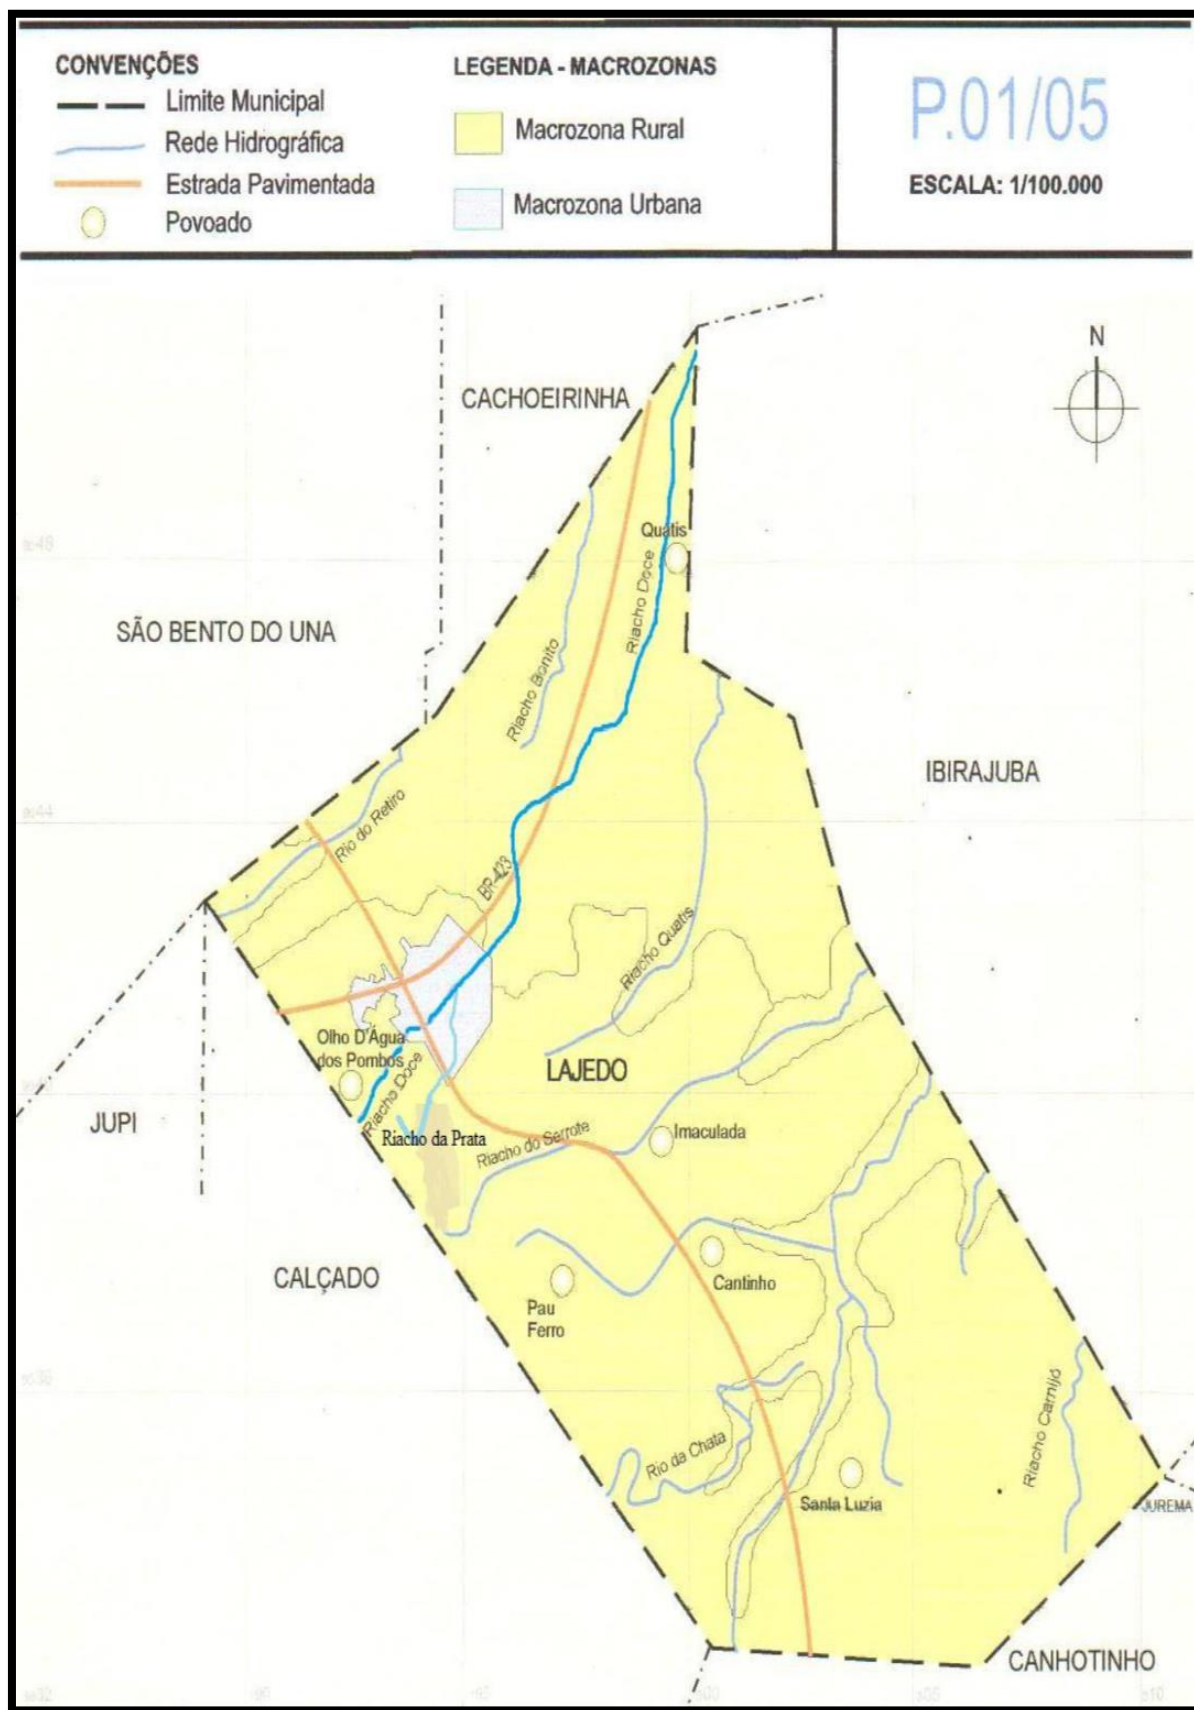 CONVENÇÕES
Limite Municipal
Rede Hidrográfica
Estrada Pavimentada
Povoado
LEGENDA - MACROZONAS
Macrozona Rural
Macrozona Urbana
P.01/05
ESCALA: 1/100.000
N
CACHOEIRINHA
Quatis
Riacho Doce
SÃO BENTO DO UNA
Riacho Bonito
IBIRAJUBA
Rio do Retiro
BR-423
Riacho Quatis
Olho D'Água
dos Pombos
LAJEDO
Riacho Doce
JUPI
Riacho da Prata
Riacho do Serrote
Imaculada
CALÇADO
Cantinho
Pau
Ferro
Rio da Chata
Riacho Carnijó
Santa Luzia
JUREMA
CANHOTINHO